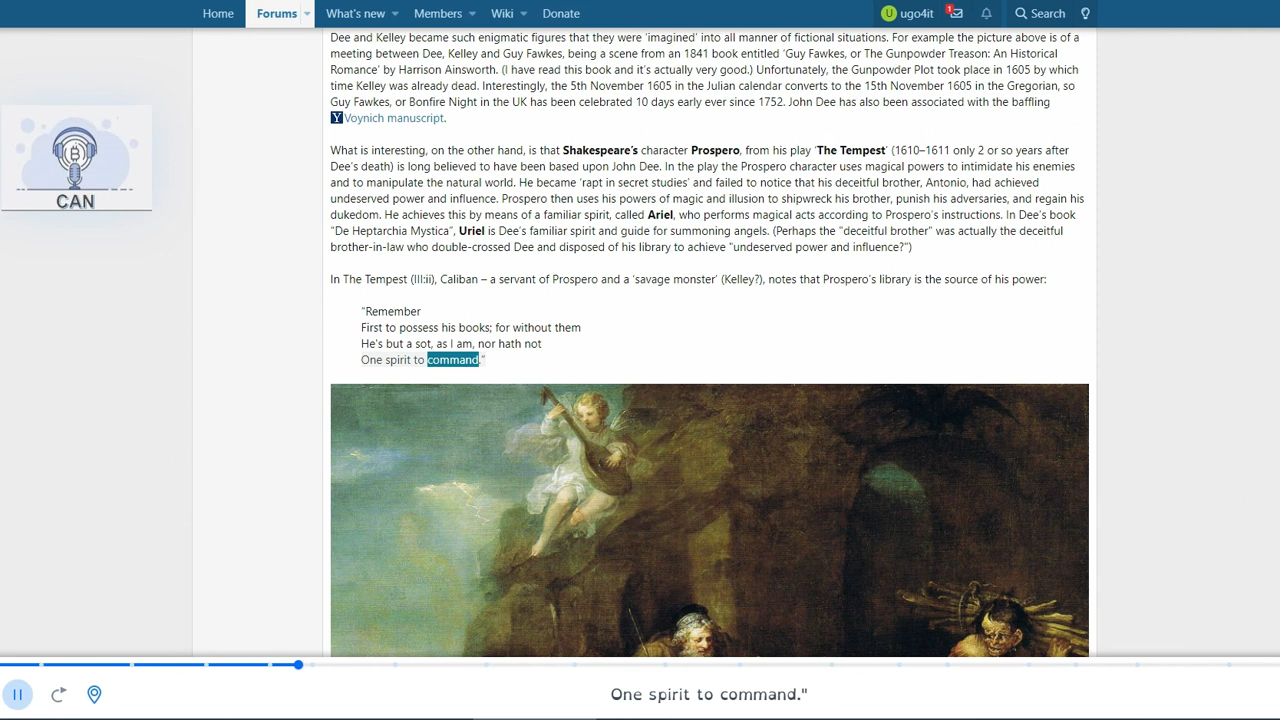 Home Forums What's new Members Wiki Donate ugo4it 1 Search
Dee and Kelley became such enigmatic figures that they were 'imagined' into all manner of fictional situations. For example the picture above is of a
meeting between Dee, Kelley and Guy Fawkes, being a scene from an 1841 book entitled 'Guy Fawkes, or The Gunpowder Treason: An Historical
Romance' by Harrison Ainsworth. (I have read this book and it's actually very good.) Unfortunately, the Gunpowder Plot took place in 1605 by which
time Kelley was already dead. Interestingly, the 5th November 1605 in the Julian calendar converts to the 15th November 1605 in the Gregorian, so
Guy Fawkes, or Bonfire Night in the UK has been celebrated 10 days early ever since 1752. John Dee has also been associated with the baffling
Y Voynich manuscript.
What is interesting, on the other hand, is that Shakespeare's character Prospero, from his play 'The Tempest' (1610–1611 only 2 or so years after
Dee's death) is long believed to have been based upon John Dee. In the play the Prospero character uses magical powers to intimidate his enemies
and to manipulate the natural world. He became 'rapt in secret studies' and failed to notice that his deceitful brother, Antonio, had achieved
undeserved power and influence. Prospero then uses his powers of magic and illusion to shipwreck his brother, punish his adversaries, and regain his
dukedom. He achieves this by means of a familiar spirit, called Ariel, who performs magical acts according to Prospero's instructions. In Dee's book
"De Heptarchia Mystica", Uriel is Dee's familiar spirit and guide for summoning angels. (Perhaps the "deceitful brother" was actually the deceitful
brother-in-law who double-crossed Dee and disposed of his library to achieve "undeserved power and influence?")
CAN
In The Tempest (III:ii), Caliban – a servant of Prospero and a 'savage monster' (Kelley?), notes that Prospero's library is the source of his power:
"Remember
First to possess his books; for without them
He's but a sot, as I am, nor hath not
One spirit to command."
One spirit to command."